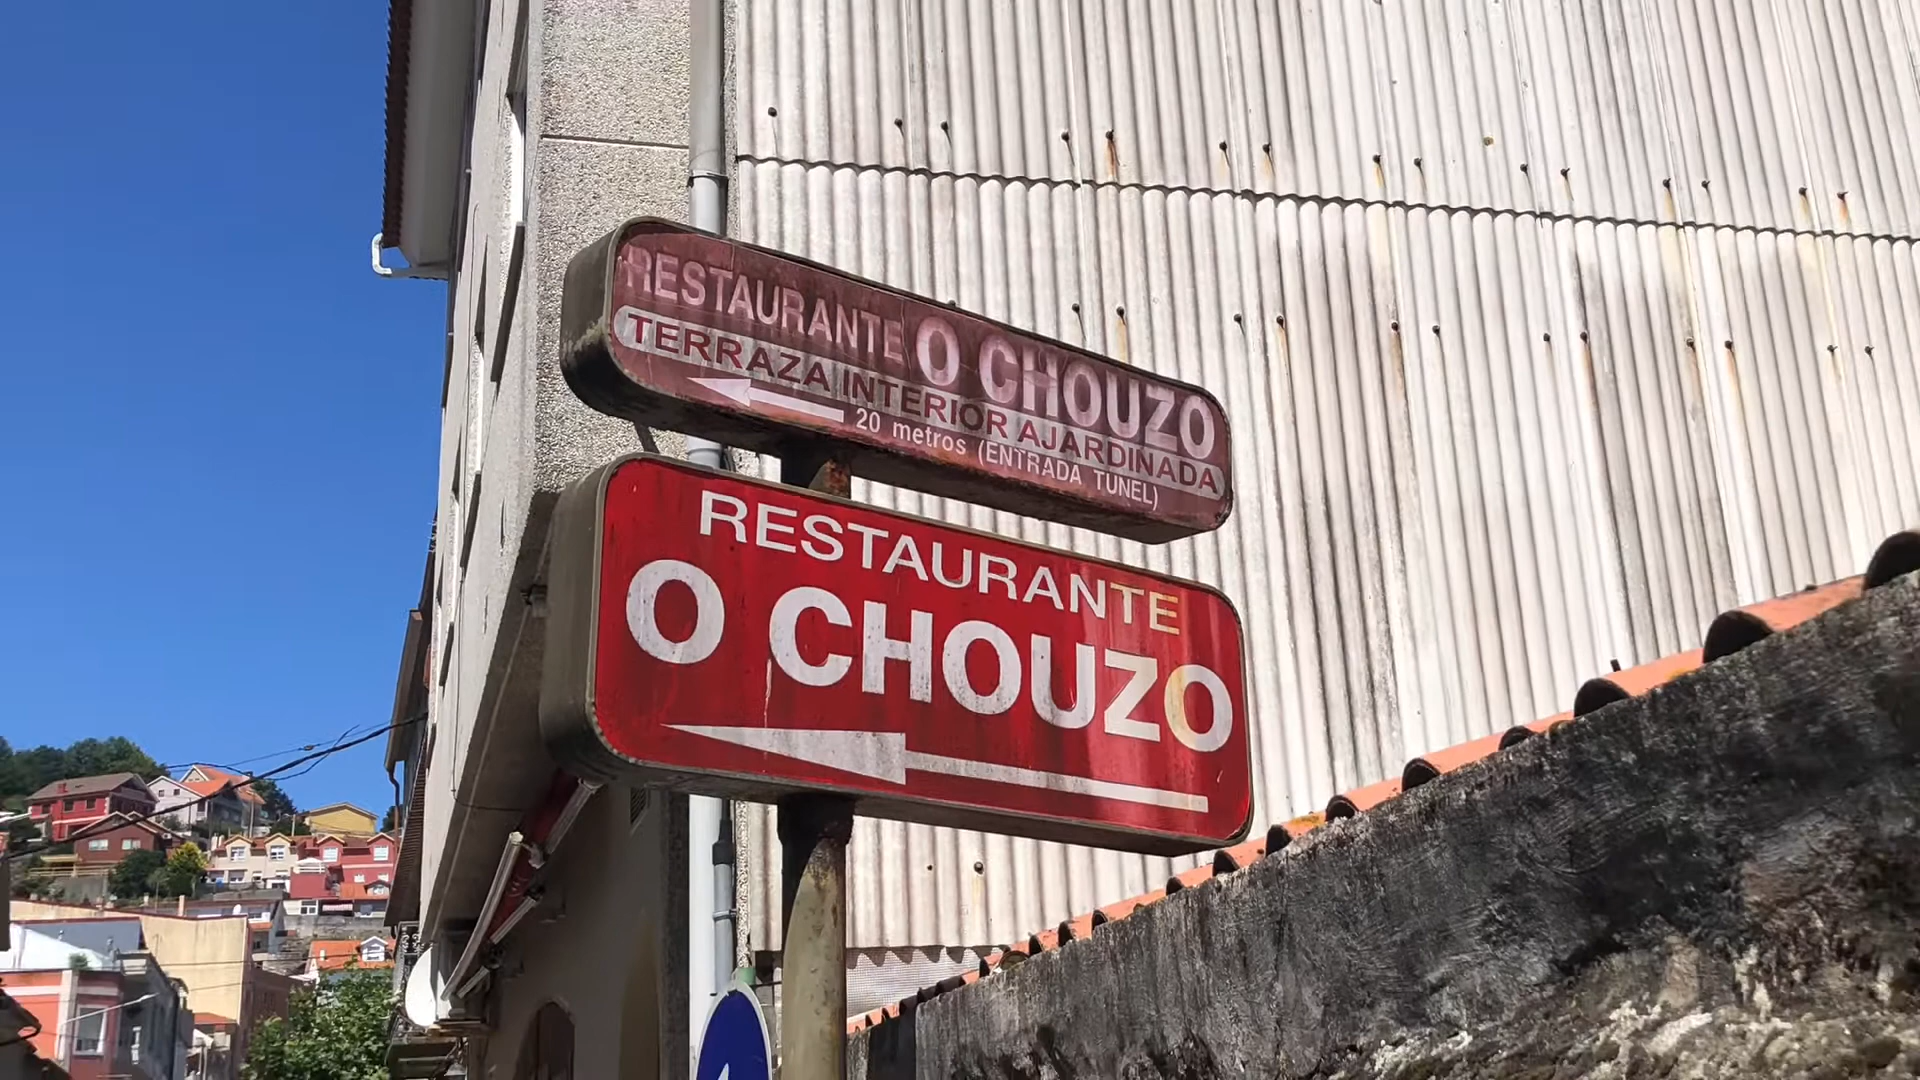 RESTAURANTE O CHOUZO
TERRAZA INTERIOR AJARDINADA
20 metros (ENTRADA TUNEL)
RESTAURANTE
O CHOUZO